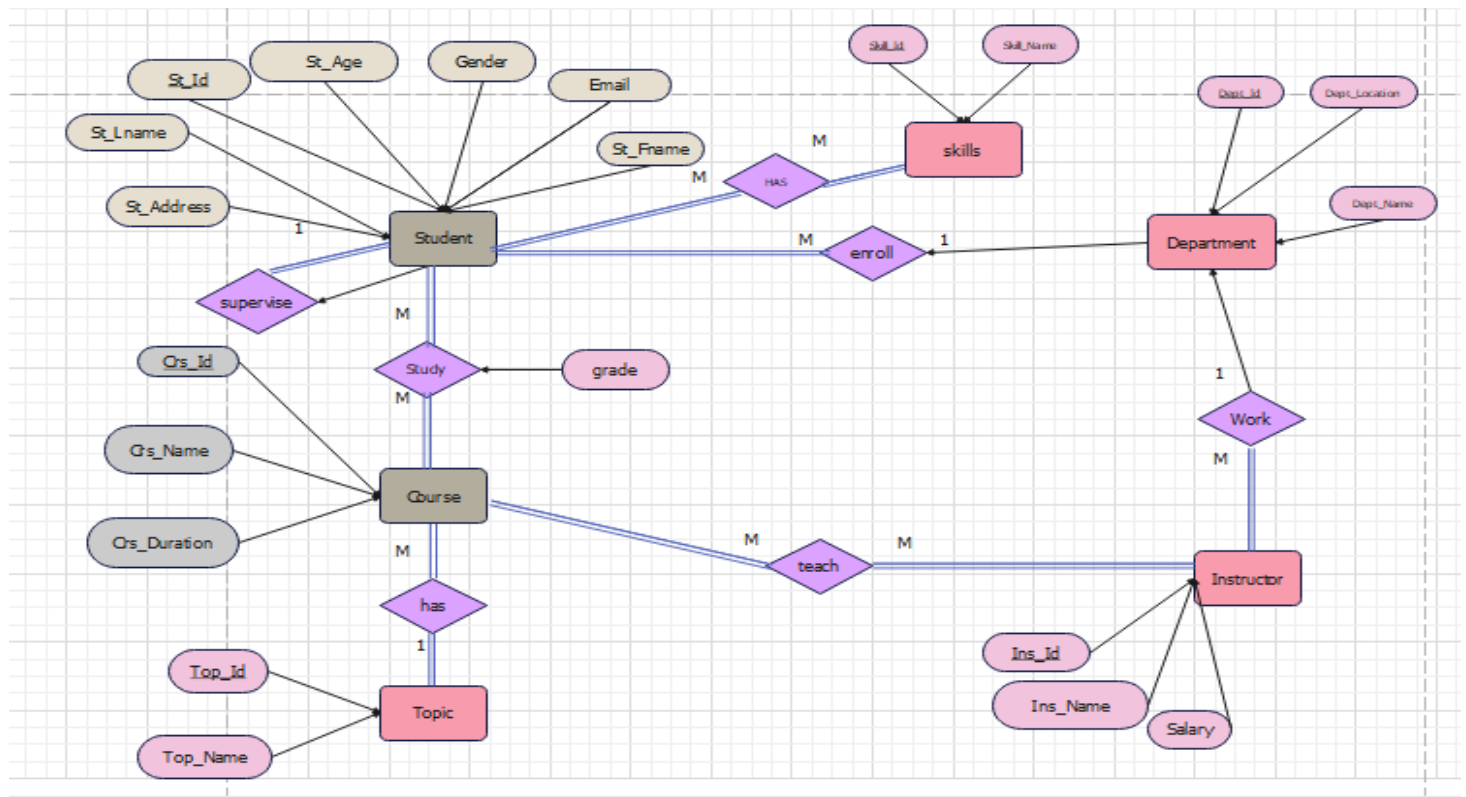 St_Id
St_Age
Gender
Email
St_Lname
St_Fname
St_Address
Student
1
supervise
Skill_Id
Skill_Name
skills
M
HAS
M
M
enroll
1
Dept_Id
Dept_Location
Dept_Name
Department
M
Study
M
grade
Crs_Id
Crs_Name
Crs_Duration
Course
1
Work
M
M
has
1
M
teach
M
Instructor
Ins_Id
Ins_Name
Salary
Top_Id
Top_Name
Topic